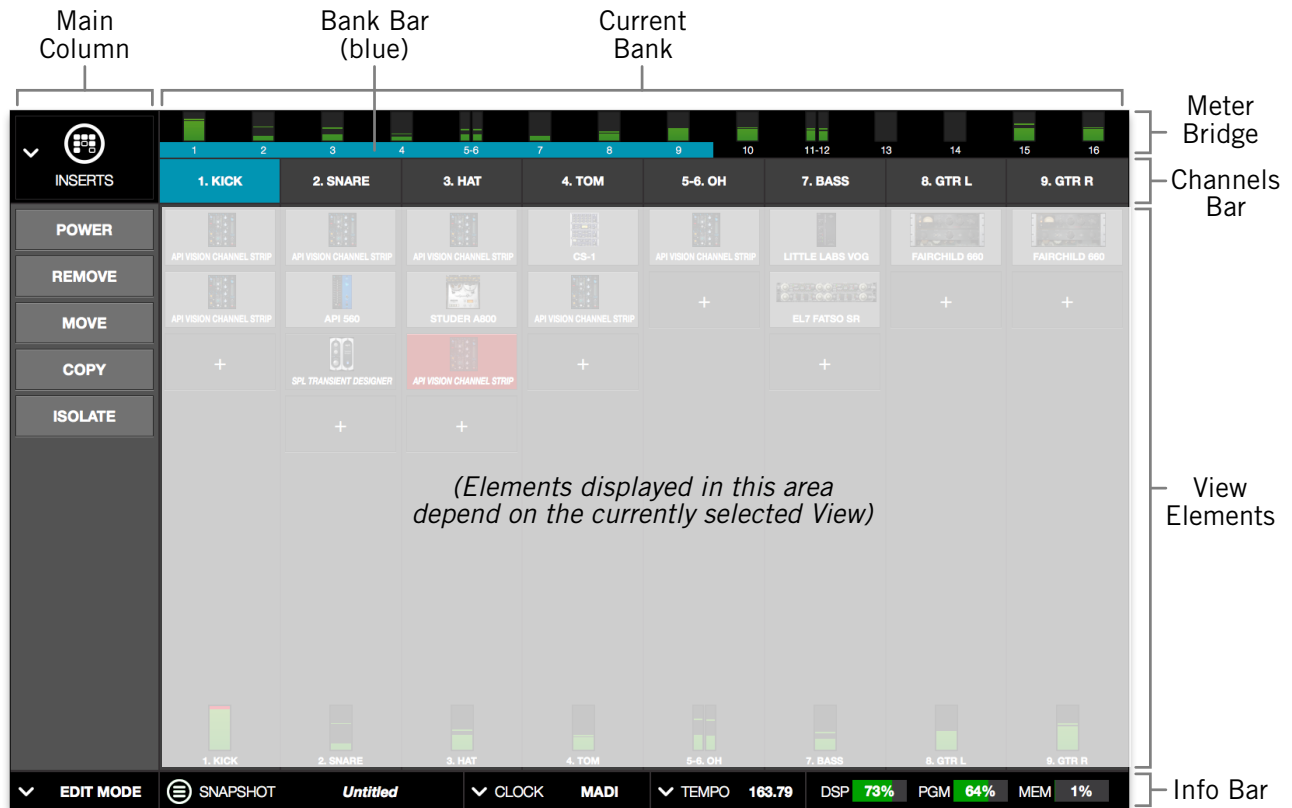 Main Column
Bank Bar (blue)
Current Bank
Meter Bridge
Channels Bar
View Elements
Info Bar
INSERTS
1 2 3 4 5-6 7 8 9 10 11-12 13 14 15 16
1. KICK 2. SNARE 3. HAT 4. TOM 5-6. OH 7. BASS 8. GTR L 9. GTR R
POWER
REMOVE
MOVE
COPY
ISOLATE
API VISION CHANNEL STRIP API VISION CHANNEL STRIP API VISION CHANNEL STRIP CS-1 API VISION CHANNEL STRIP LITTLE LABS VOG FAIRCHILD 660 FAIRCHILD 660
API VISION CHANNEL STRIP API 560 STUDER A800 API VISION CHANNEL STRIP + EL7 FATSO SR + +
+ SPL TRANSIENT DESIGNER API VISION CHANNEL STRIP + +
+ +
(Elements displayed in this area
depend on the currently selected View)
1. KICK 2. SNARE 3. HAT 4. TOM 5-6. OH 7. BASS 8. GTR L 9. GTR R
EDIT MODE SNAPSHOT Untitled CLOCK MADI TEMPO 163.79 DSP 73% PGM 64% MEM 1%